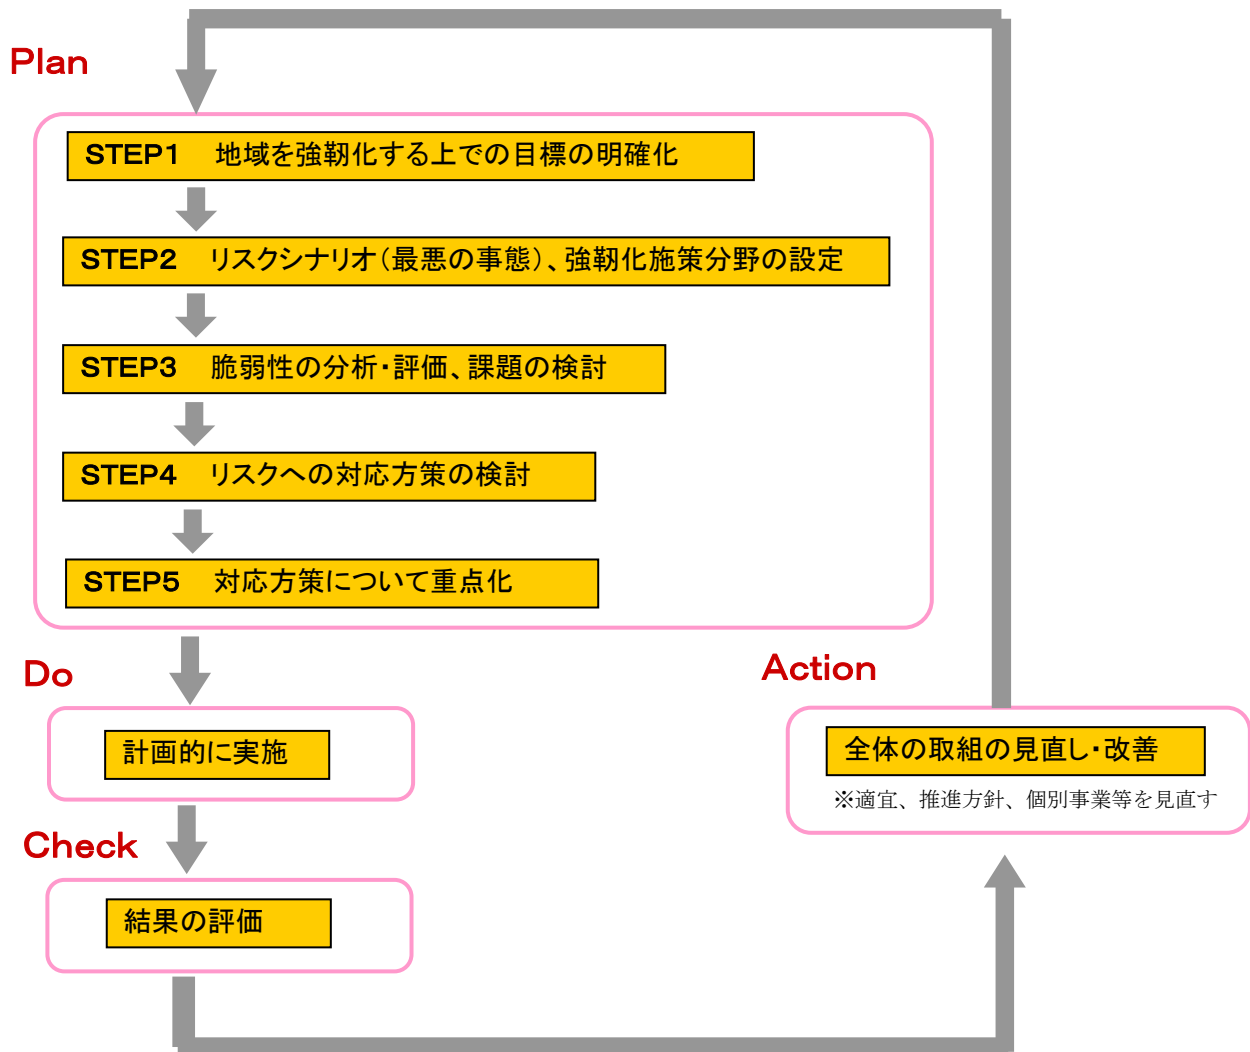 Plan
STEP1 地域を強靭化する上での目標の明確化
STEP2 リスクシナリオ（最悪の事態）、強靭化施策分野の設定
STEP3 脆弱性の分析・評価、課題の検討
STEP4 リスクへの対応方策の検討
STEP5 対応方策について重点化
Do
計画的に実施
Check
結果の評価
Action
全体の取組の見直し・改善
※適宜、推進方針、個別事業等を見直す